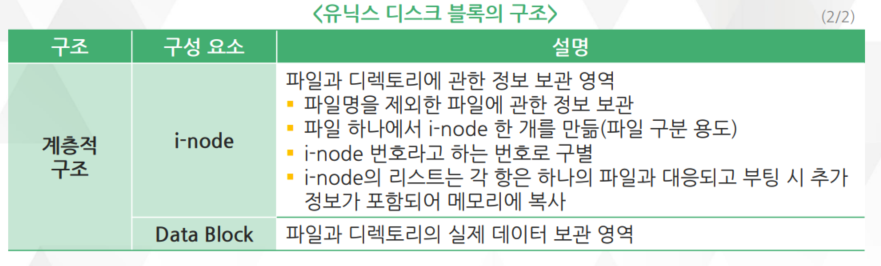 <유닉스 디스크 블록의 구조>
(2/2)
구조 구성 요소 설명
계층적
구조
i-node
파일과 디렉토리에 관한 정보 보관 영역
▪ 파일명을 제외한 파일에 관한 정보 보관
▪ 파일 하나에서 i-node 한 개를 만듦(파일 구분 용도)
▪ i-node 번호라고 하는 번호로 구별
▪ i-node의 리스트는 각 항은 하나의 파일과 대응되고 부팅 시 추가
정보가 포함되어 메모리에 복사
Data Block 파일과 디렉토리의 실제 데이터 보관 영역